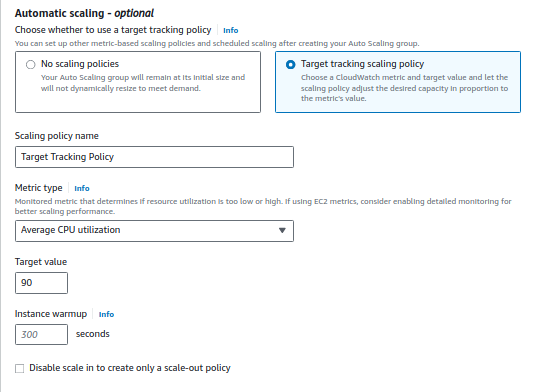 Automatic scaling - optional
Choose whether to use a target tracking policy | Info
You can set up other metric-based scaling policies and scheduled scaling after creating your Auto Scaling group.
No scaling policies
Your Auto Scaling group will remain at its initial size and
will not dynamically resize to meet demand.
Target tracking scaling policy
Choose a CloudWatch metric and target value and let the
scaling policy adjust the desired capacity in proportion to
the metric's value.
Scaling policy name
Target Tracking Policy
Metric type | Info
Monitored metric that determines if resource utilization is too low or high. If using EC2 metrics, consider enabling detailed monitoring for
better scaling performance.
Average CPU utilization
Target value
90
Instance warmup | Info
300 seconds
Disable scale in to create only a scale-out policy